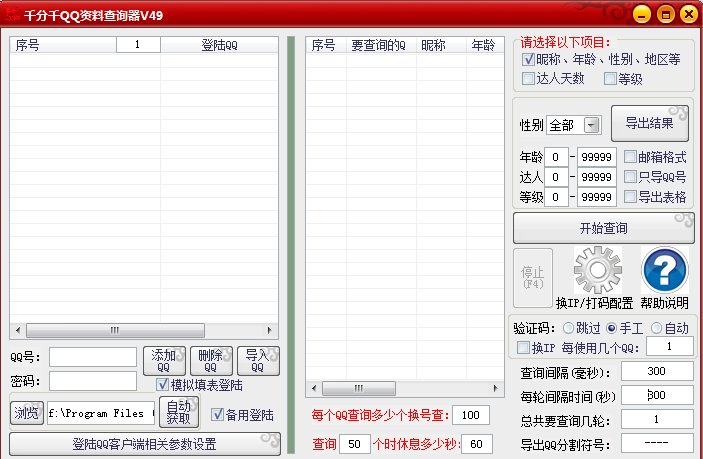 千分千QQ资料查询器V49
序号 1 登陆QQ
序号 要查询的Q 昵称 年龄
请选择以下项目:
昵称、年龄、性别、地区等
达人天数 等级
性别 全部 导出结果
年龄 0 - 99999 邮箱格式
达人 0 - 99999 只导QQ号
等级 0 - 99999 导出表格
开始查询
停止
(F4)
换IP/打码配置 帮助说明
验证码: 跳过 手工 自动
换IP 每使用几个QQ: 1
查询间隔(毫秒): 300
每轮间隔时间(秒) 300
总共要查询几轮: 1
导出QQ分割符号: ----
QQ号:
密码:
添加
QQ
删除
QQ
导入
QQ
模拟填表登陆
浏览 f:\Program Files (
自动
获取
备用登陆
登陆QQ客户端相关参数设置
每个QQ查询多少个换号查: 100
查询 50 个时休息多少秒: 60